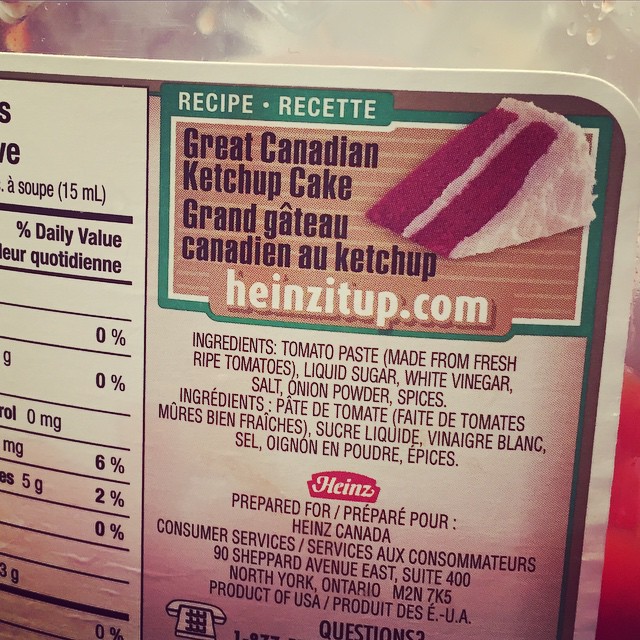 s
ve
. à soupe (15 mL)
% Daily Value
leur quotidienne
0 %
g
0 %
rol 0 mg
mg
6 %
es 5 g
2 %
0 %
3 g
0 %
RECIPE • RECETTE
Great Canadian
Ketchup Cake
Grand gâteau
canadien au ketchup
heinzitup.com
INGREDIENTS: TOMATO PASTE (MADE FROM FRESH
RIPE TOMATOES), LIQUID SUGAR, WHITE VINEGAR,
SALT, ONION POWDER, SPICES.
INGRÉDIENTS : PÂTE DE TOMATE (FAITE DE TOMATES
MÛRES BIEN FRAÎCHES), SUCRE LIQUIDE, VINAIGRE BLANC,
SEL, OIGNON EN POUDRE, ÉPICES.
Heinz
PREPARED FOR / PRÉPARÉ POUR :
HEINZ CANADA
CONSUMER SERVICES / SERVICES AUX CONSOMMATEURS
90 SHEPPARD AVENUE EAST, SUITE 400
NORTH YORK, ONTARIO M2N 7K5
PRODUCT OF USA / PRODUIT DES É.-U.A.
QUESTIONS?
1-877